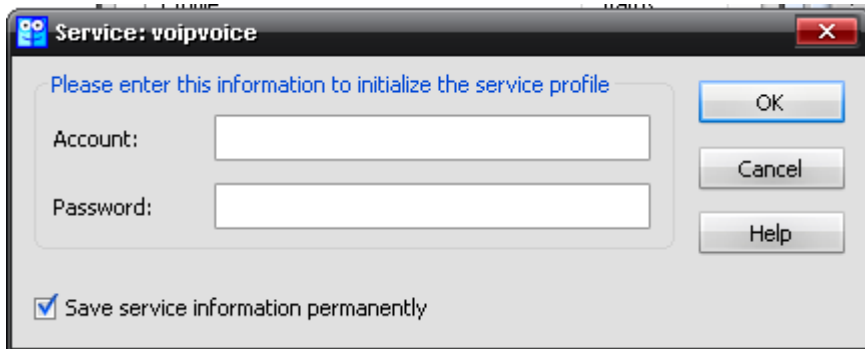 Service: voipvoice
Please enter this information to initialize the service profile
Account:
Password:
OK
Cancel
Help
Save service information permanently